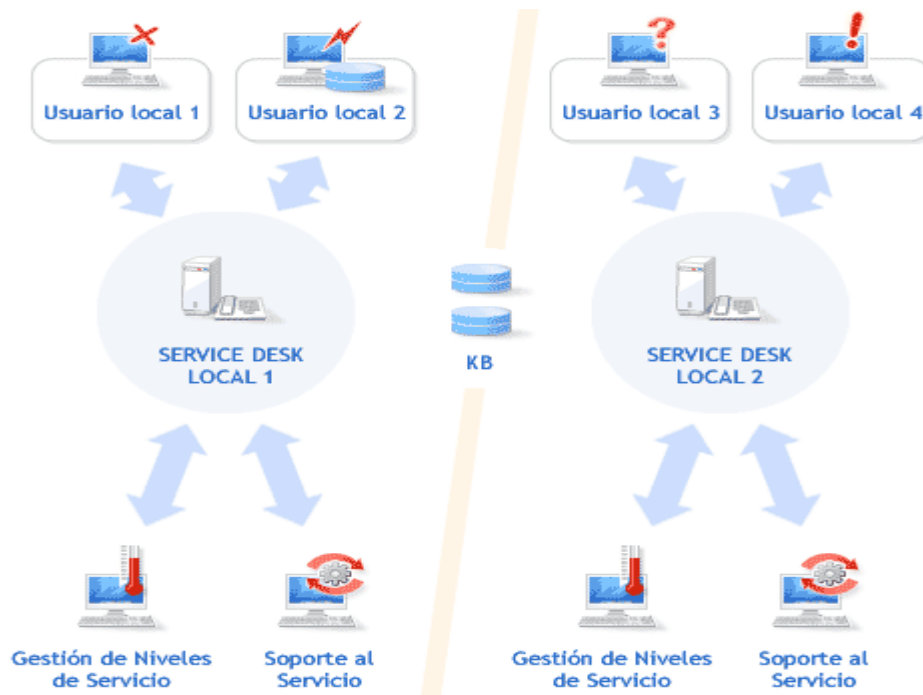 Usuario local 1
Usuario local 2
Usuario local 3
Usuario local 4
SERVICE DESK
LOCAL 1
KB
SERVICE DESK
LOCAL 2
Gestión de Niveles
de Servicio
Soporte al
Servicio
Gestión de Niveles
de Servicio
Soporte al
Servicio